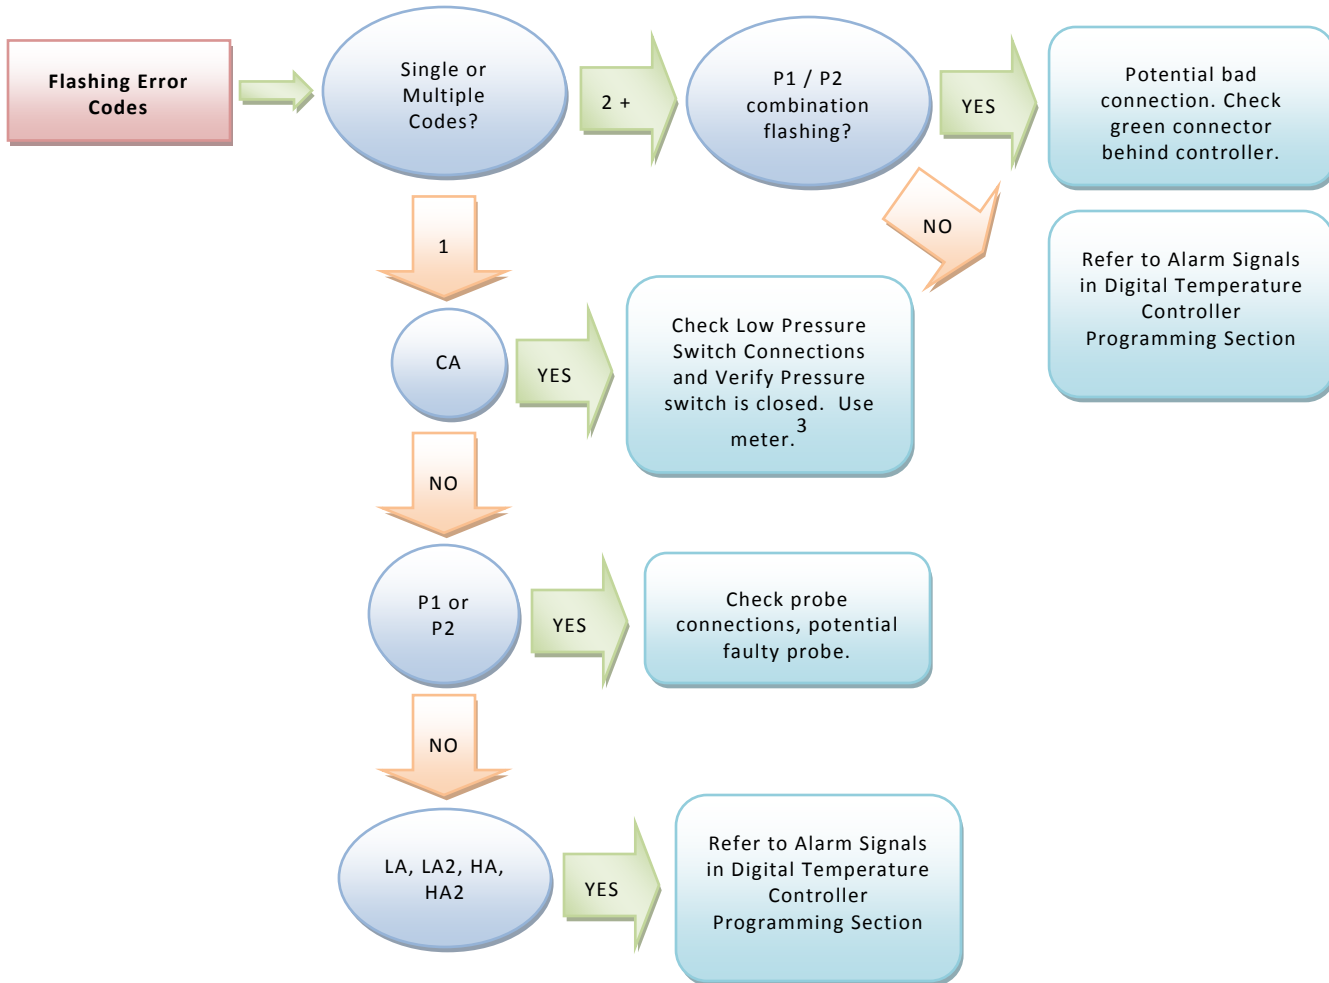 Flashing Error
Codes
Single or
Multiple
Codes?
2 +
P1 / P2
combination
flashing?
YES
Potential bad
connection. Check
green connector
behind controller.
NO
Refer to Alarm Signals
in Digital Temperature
Controller
Programming Section
1
CA
YES
Check Low Pressure
Switch Connections
and Verify Pressure
switch is closed. Use
meter.3
NO
P1 or
P2
YES
Check probe
connections, potential
faulty probe.
NO
LA, LA2, HA,
HA2
YES
Refer to Alarm Signals
in Digital Temperature
Controller
Programming Section